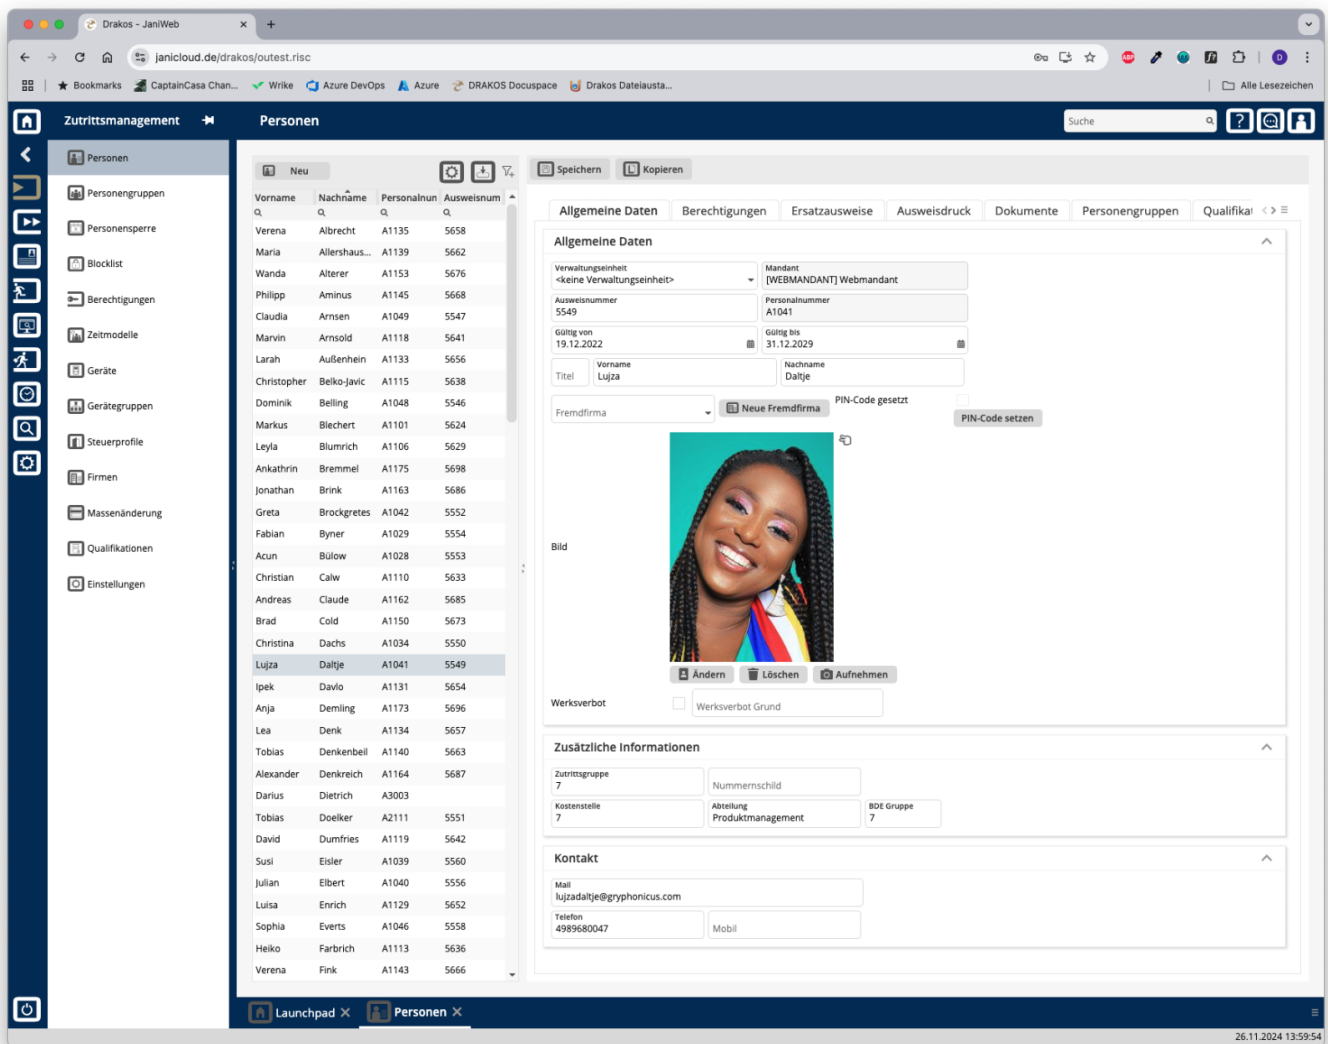 Drakos - JaniWeb
janicloud.de/drakos/outest.risc
ABP
D
Bookmarks
CaptainCasa Chan...
Wrike
Azure DevOps
Azure
DRAKOS Docuspace
Drakos Dateiausta...
Alle Lesezeichen
Zutrittsmanagement
Personen
Suche
Personen
Personengruppen
Personensperre
Blocklist
Berechtigungen
Zeitmodelle
Geräte
Gerätegruppen
Steuerprofile
Firmen
Massenänderung
Qualifikationen
Einstellungen
Neu
Vorname Nachname Personalnun Ausweisnum
Verena Albrecht A1135 5658
Maria Allershaus... A1139 5662
Wanda Alterer A1153 5676
Philipp Aminus A1145 5668
Claudia Arnsen A1049 5547
Marvin Arnsold A1118 5641
Larah Außenhein A1133 5656
Christopher Belko-Javic A1115 5638
Dominik Belling A1048 5546
Markus Blechert A1101 5624
Leyla Blumrich A1106 5629
Ankathrin Bremmel A1175 5698
Jonathan Brink A1163 5686
Greta Brockgretes A1042 5552
Fabian Byner A1029 5554
Acun Bülow A1028 5553
Christian Calw A1110 5633
Andreas Claude A1162 5685
Brad Cold A1150 5673
Christina Dachs A1034 5550
Lujza Daltje A1041 5549
Ipek Davlo A1131 5654
Anja Demling A1173 5696
Lea Denk A1134 5657
Tobias Denkenbeil A1140 5663
Alexander Denkreich A1164 5687
Darius Dietrich A3003
Tobias Doelker A2111 5551
David Dumfries A1119 5642
Susi Eisler A1039 5560
Julian Elbert A1040 5556
Luisa Enrich A1129 5652
Sophia Everts A1046 5558
Heiko Farbrich A1113 5636
Verena Fink A1143 5666
Speichern
Kopieren
Allgemeine Daten Berechtigungen Ersatzausweise Ausweisdruck Dokumente Personengruppen Qualifikat
Allgemeine Daten
Verwaltungseinheit
<keine Verwaltungseinheit>
Mandant
[WEBMANDANT] Webmandant
Ausweisnummer
5549
Personalnummer
A1041
Gültig von
19.12.2022
Gültig bis
31.12.2029
Titel
Vorname
Lujza
Nachname
Daltje
Fremdfirma
Neue Fremdfirma
PIN-Code gesetzt
PIN-Code setzen
Bild
Ändern
Löschen
Aufnehmen
Werksverbot
Werksverbot Grund
Zusätzliche Informationen
Zutrittsgruppe
7
Nummernschild
Kostenstelle
7
Abteilung
Produktmanagement
BDE Gruppe
7
Kontakt
Mail
lujzadaltje@gryphonicus.com
Telefon
4989680047
Mobil
Launchpad
Personen
26.11.2024 13:59:54